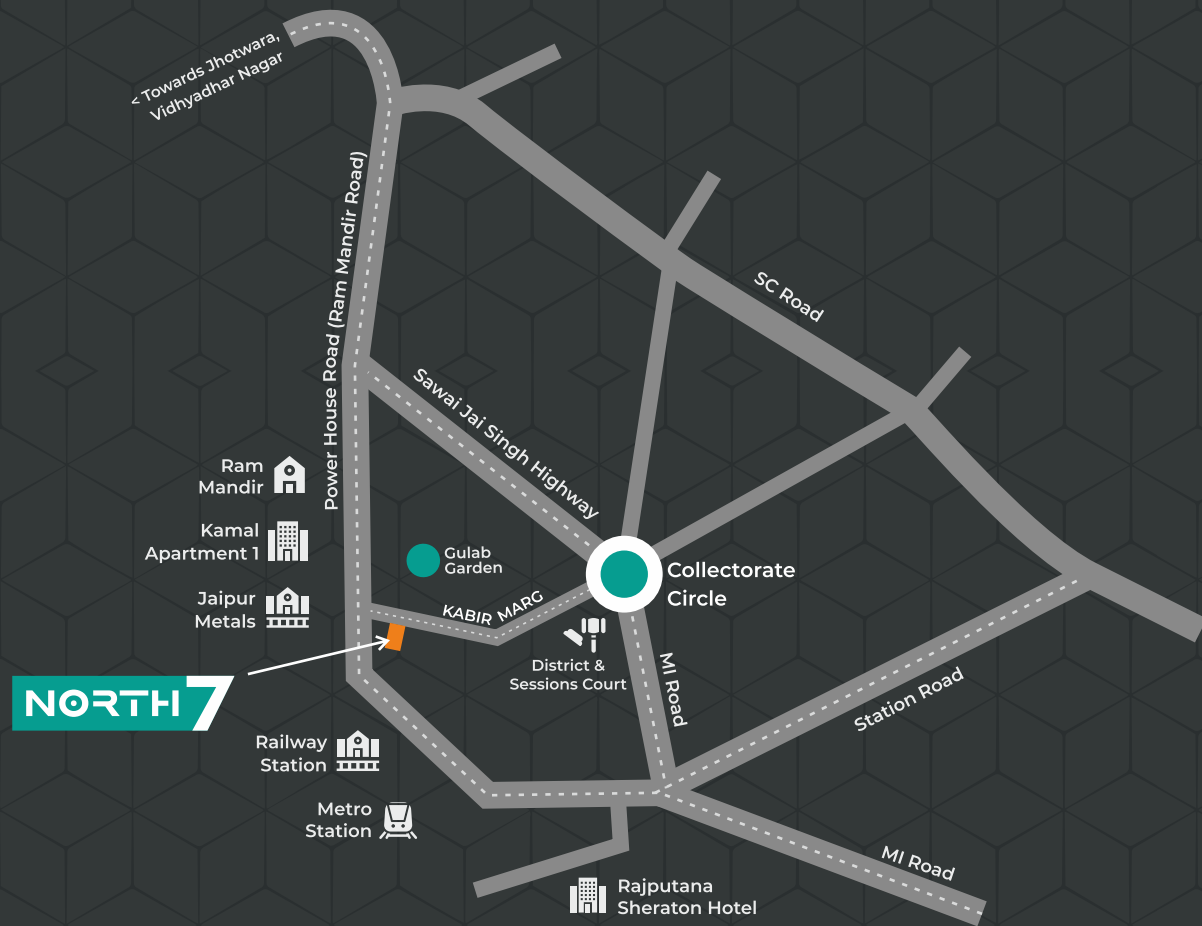 < Towards Jhotwara,
Vidhyadhar Nagar
Power House Road (Ram Mandir Road)
SC Road
Sawai Jai Singh Highway
Ram
Mandir
Kamal
Apartment 1
Gulab
Garden
Collectorate
Circle
Jaipur
Metals
KABIR MARG
District &
Sessions Court
MI Road
Station Road
NORTH7
Railway
Station
Metro
Station
MI Road
Rajputana
Sheraton Hotel